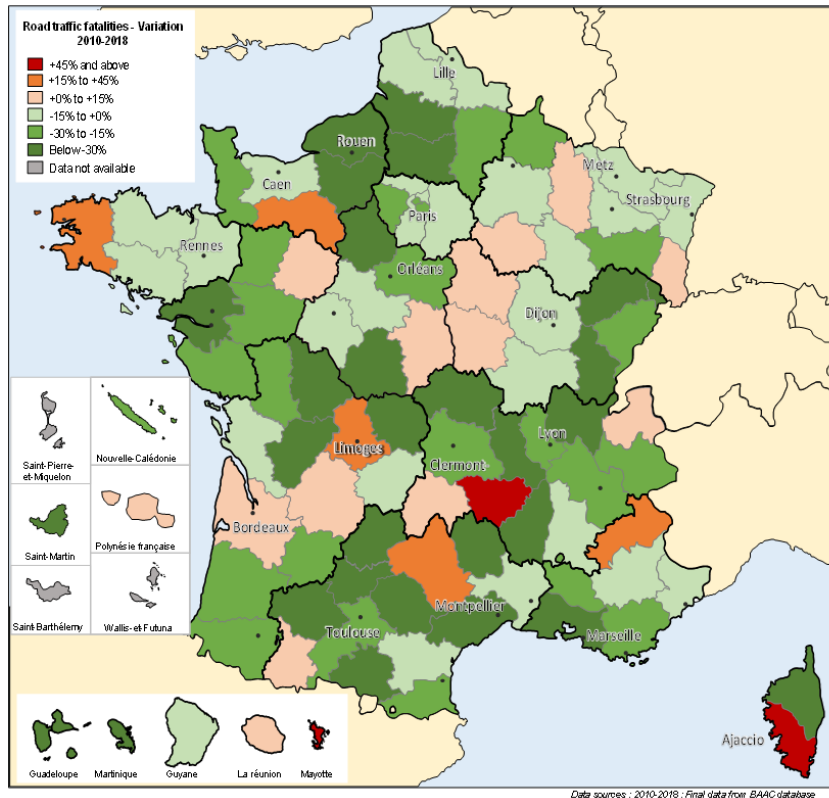 Road traffic fatalities - Variation
2010-2018
+45% and above
+15% to +45%
+0% to +15%
-15% to +0%
-30% to -15%
Below -30%
Data not available
Lille
Rouen
Caen
Metz
Paris
Strasbourg
Rennes
Orléans
Dijon
Limoges
Lyon
Clermont-
Bordeaux
Montpellier
Toulouse
Marseille
Ajaccio
Saint-Pierre-
et-Miquelon
Nouvelle-Calédonie
Saint-Martin
Polynésie française
Saint-Barthélemy
Wallis-et-Futuna
Guadeloupe
Martinique
Guyane
La réunion
Mayotte
Data sources : 2010-2018 : Final data from BAAC database